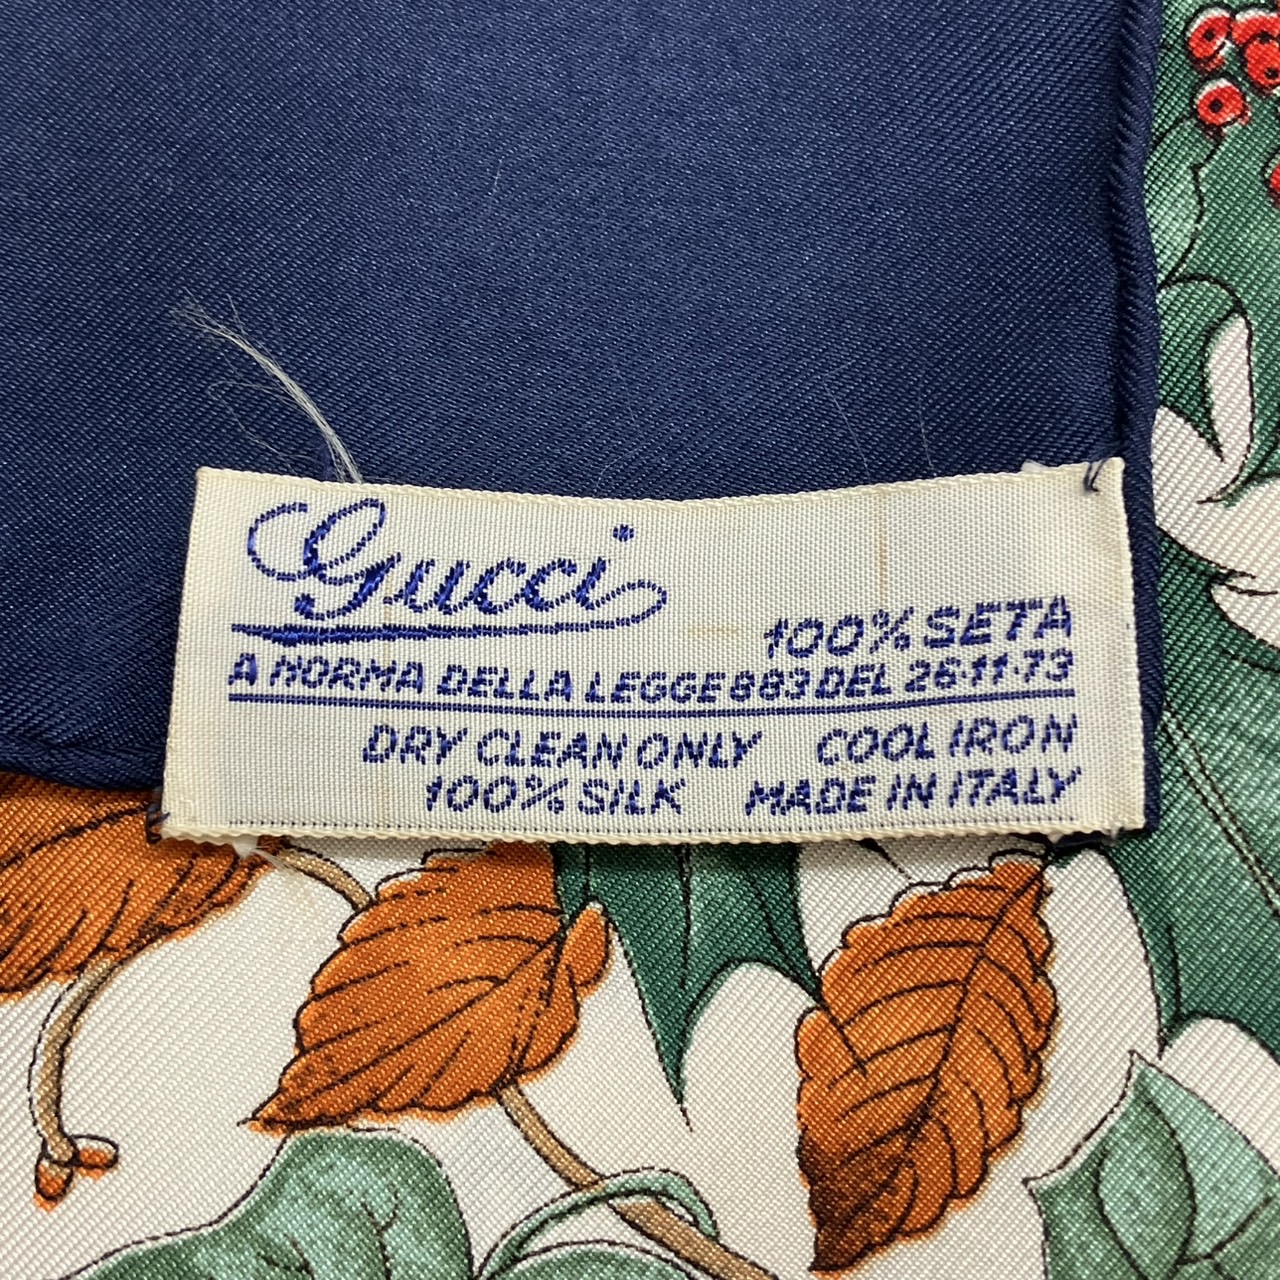 Gucci
100% SETA
A NORMA DELLA LEGGE 883 DEL 26·11·73
DRY CLEAN ONLY COOL IRON
100% SILK MADE IN ITALY